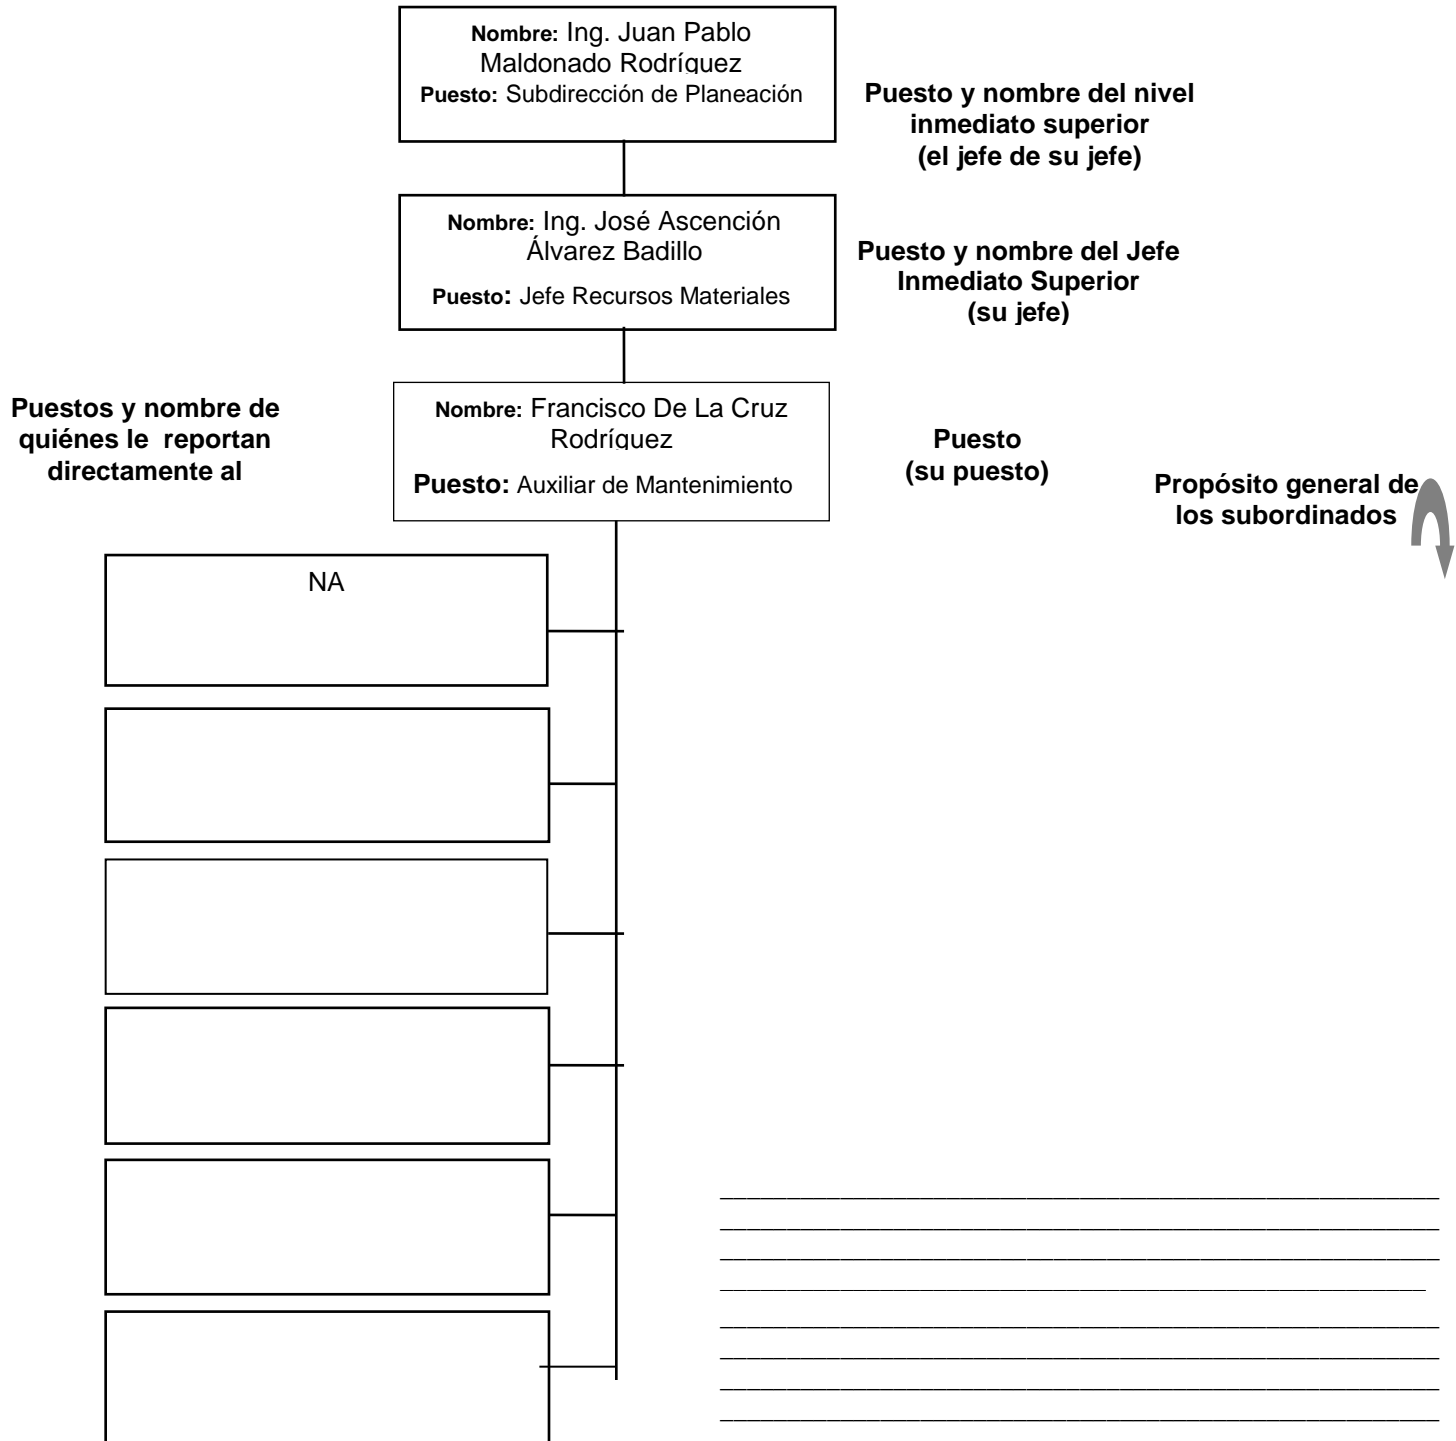 Nombre: Ing. Juan Pablo
Maldonado Rodríguez
Puesto: Subdirección de Planeación
Puesto y nombre del nivel
inmediato superior
(el jefe de su jefe)
Nombre: Ing. José Ascención
Álvarez Badillo
Puesto: Jefe Recursos Materiales
Puesto y nombre del Jefe
Inmediato Superior
(su jefe)
Puestos y nombre de
quiénes le reportan
directamente al
Nombre: Francisco De La Cruz
Rodríguez
Puesto: Auxiliar de Mantenimiento
Puesto
(su puesto)
Propósito general de
los subordinados
NA